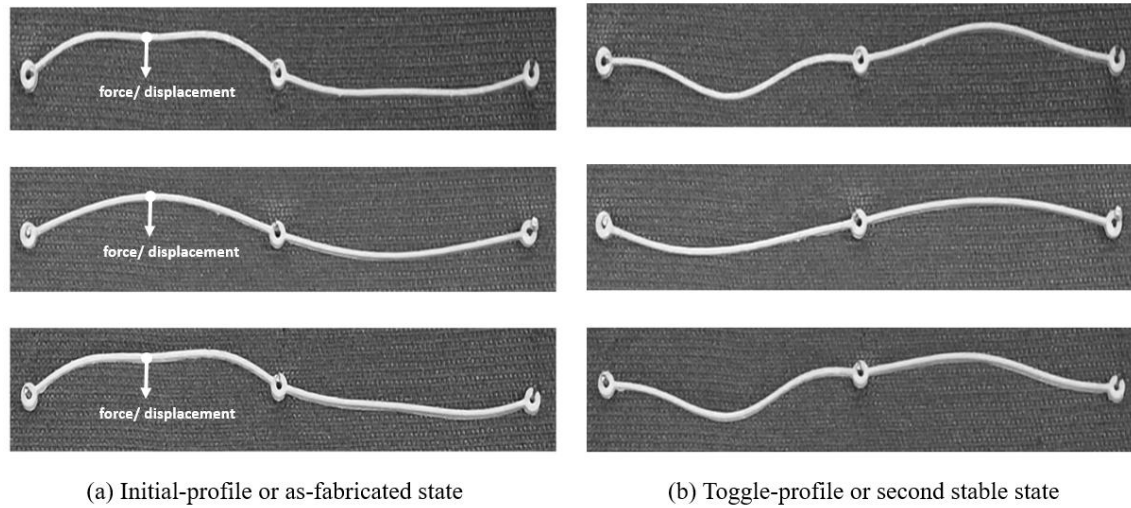 force/ displacement
force/ displacement
force/ displacement
(a) Initial-profile or as-fabricated state
(b) Toggle-profile or second stable state